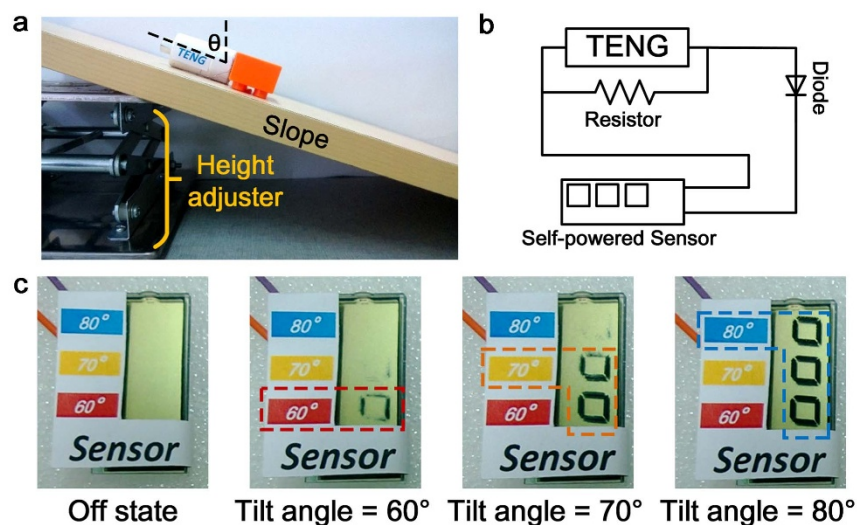 a
θ
TENG
Slope
Height
adjuster
b
TENG
Resistor
Diode
Self-powered Sensor
c
80°
70°
60°
Sensor
Off state
80°
70°
60°
Sensor
Tilt angle = 60°
80°
70°
60°
Sensor
Tilt angle = 70°
80°
70°
60°
Sensor
Tilt angle = 80°